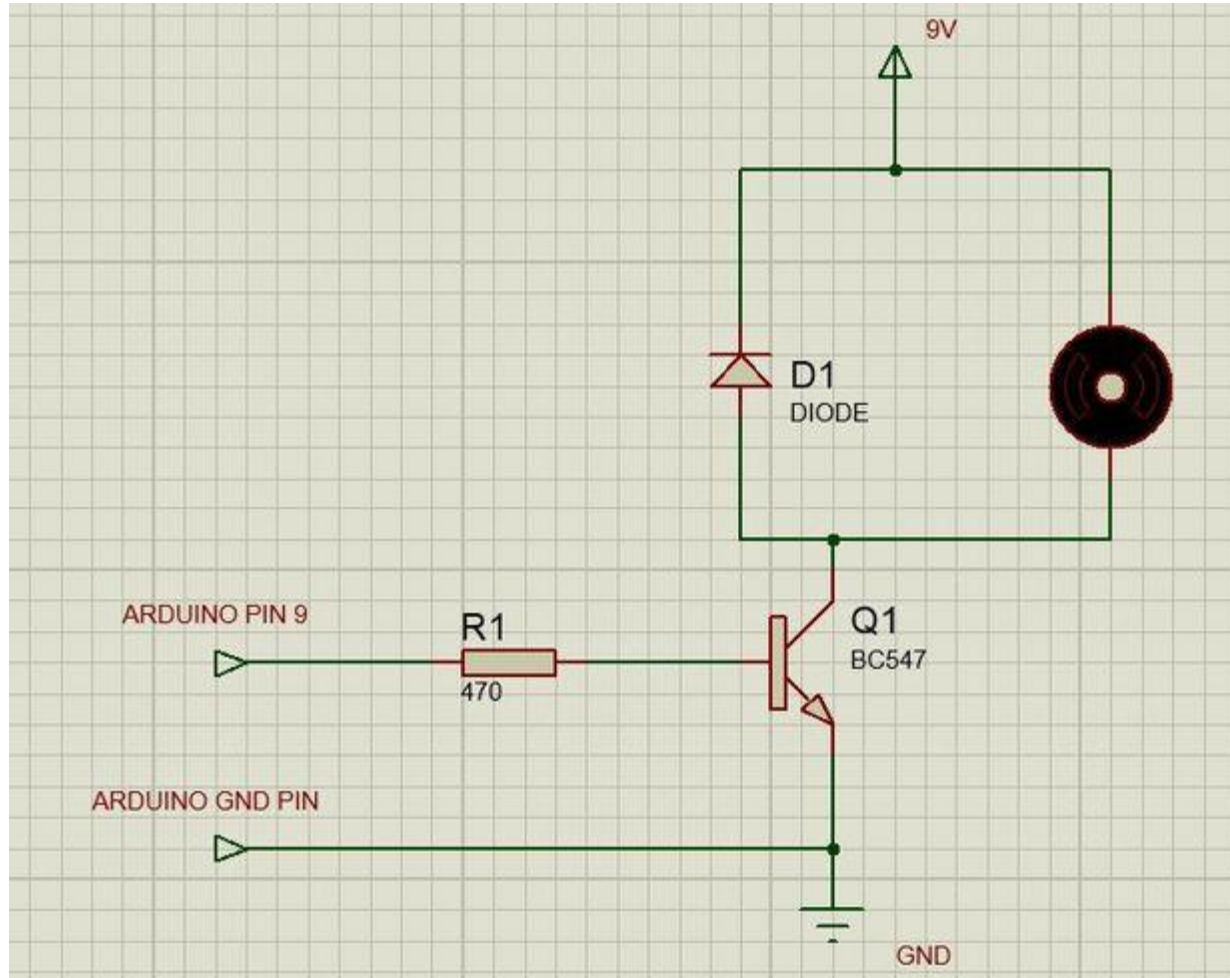 9V
D1
DIODE
Q1
BC547
ARDUINO PIN 9
R1
470
ARDUINO GND PIN
GND